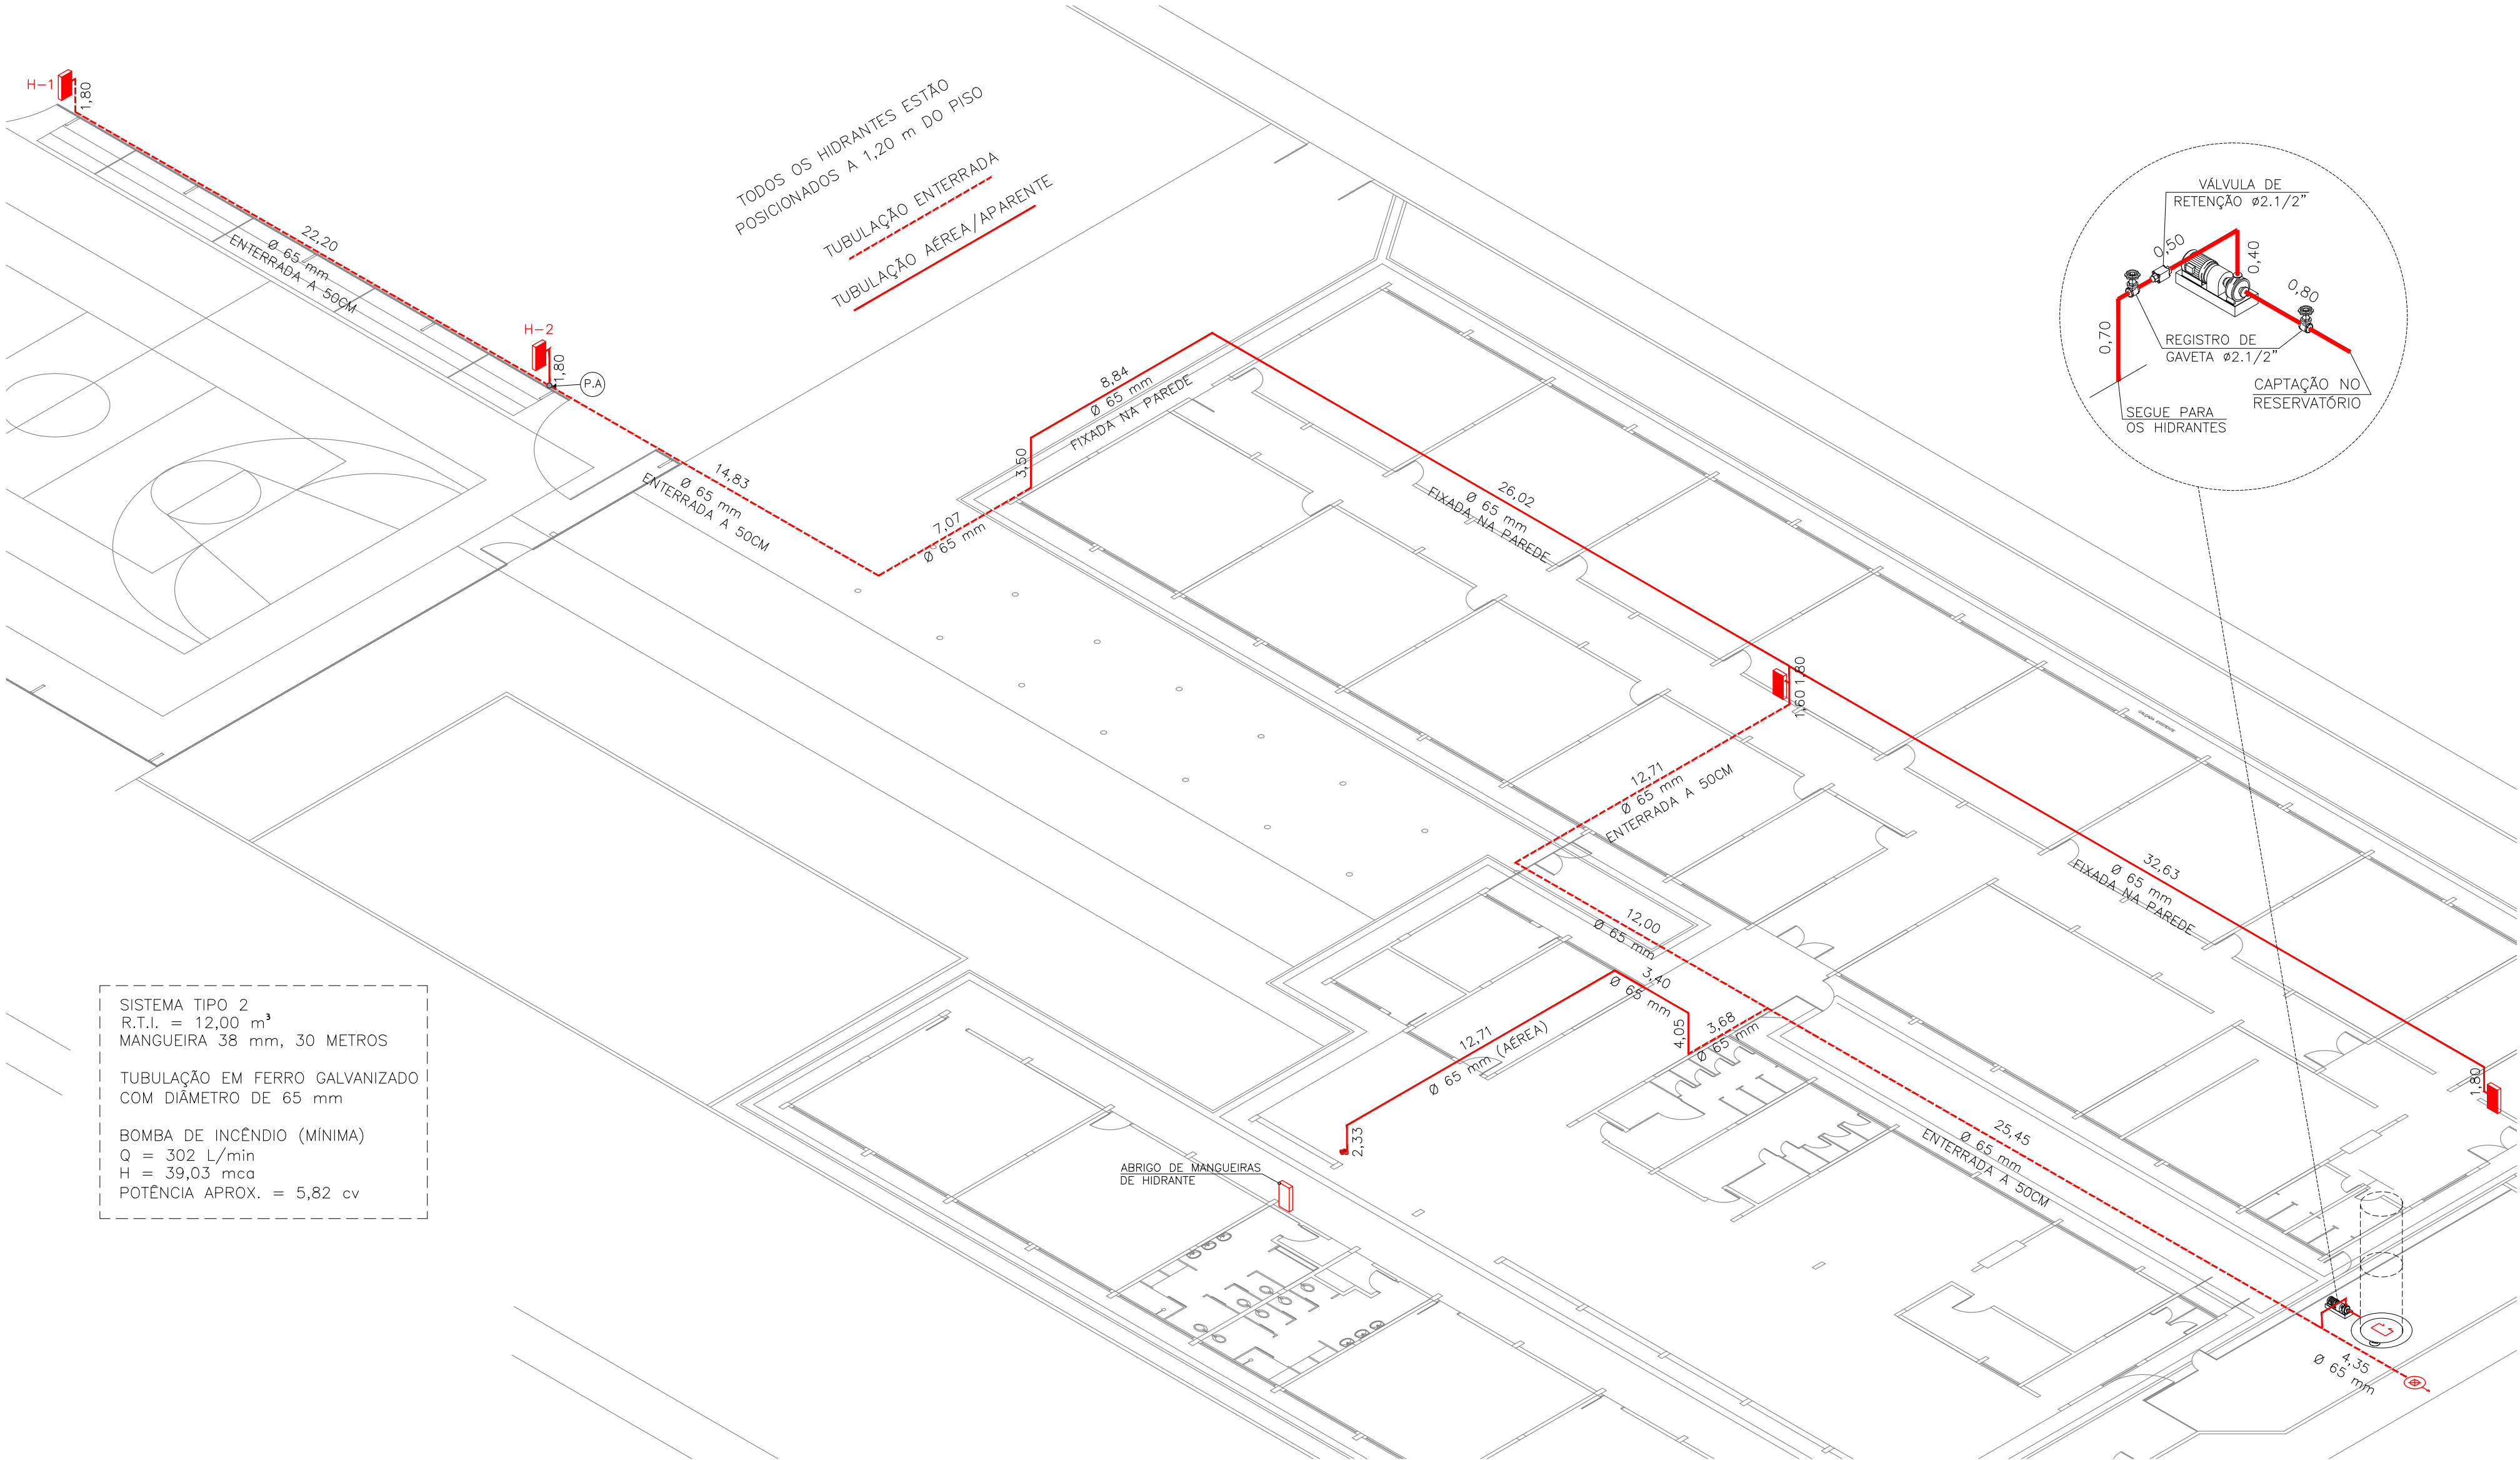 H-1
1,80
22,20
Ø 65 mm
ENTERRADA A 50CM
H-2
1,80
P.A
TODOS OS HIDRANTES ESTÃO
POSICIONADOS A 1,20 m DO PISO
TUBULAÇÃO ENTERRADA
TUBULAÇÃO AÉREA/APARENTE
14,83
Ø 65 mm
ENTERRADA A 50CM
7,07
Ø 65 mm
3,50
8,84
Ø 65 mm
FIXADA NA PAREDE
26,02
Ø 65 mm
FIXADA NA PAREDE
1,60 1,80
12,71
Ø 65 mm
ENTERRADA A 50CM
32,63
Ø 65 mm
FIXADA NA PAREDE
1,80
12,00
Ø 65 mm
3,40
Ø 65 mm
4,05
3,68
Ø 65 mm
12,71
Ø 65 mm (AÉREA)
2,33
25,45
Ø 65 mm
ENTERRADA A 50CM
4,35
Ø 65 mm
VÁLVULA DE
RETENÇÃO ø2.1/2"
0,50
0,40
0,80
0,70
REGISTRO DE
GAVETA ø2.1/2"
CAPTAÇÃO NO
RESERVATÓRIO
SEGUE PARA
OS HIDRANTES
ABRIGO DE MANGUEIRAS
DE HIDRANTE
SISTEMA TIPO 2
R.T.I. = 12,00 m³
MANGUEIRA 38 mm, 30 METROS
TUBULAÇÃO EM FERRO GALVANIZADO
COM DIÂMETRO DE 65 mm
BOMBA DE INCÊNDIO (MÍNIMA)
Q = 302 L/min
H = 39,03 mca
POTÊNCIA APROX. = 5,82 cv